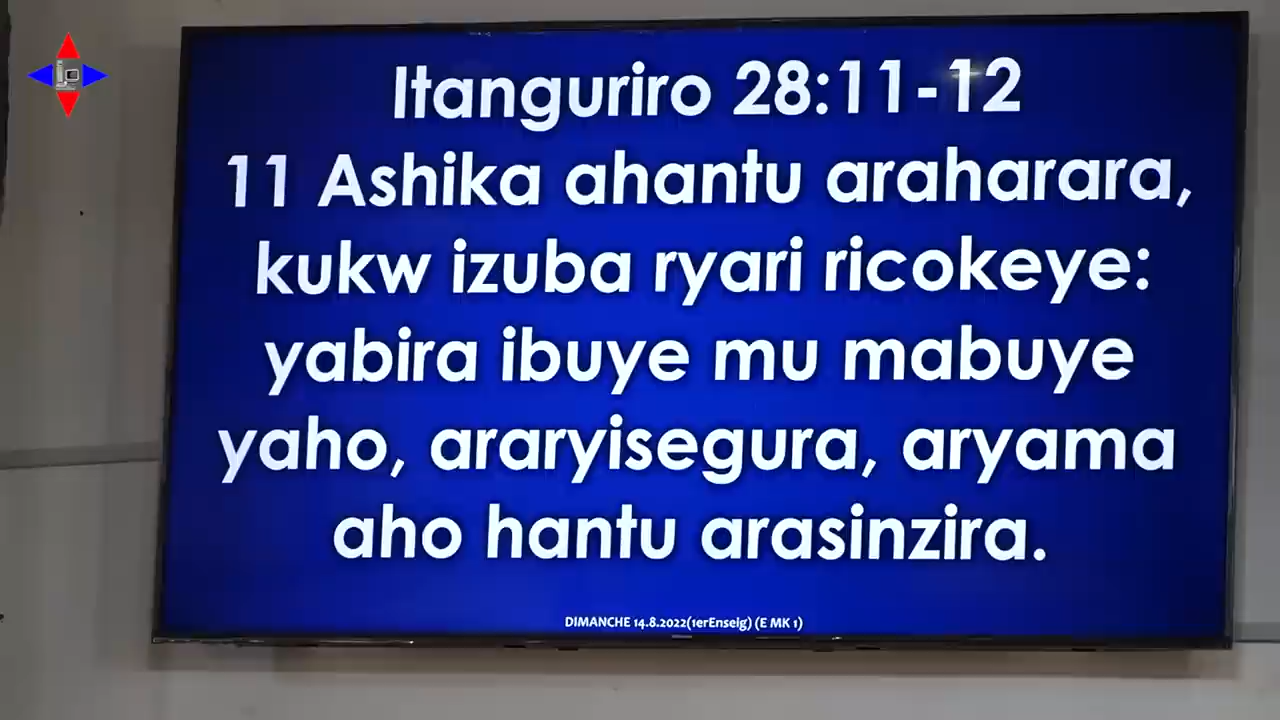 Itanguriro 28:11-12
11 Ashika ahantu araharara,
kukw izuba ryari ricokeye:
yabira ibuye mu mabuye
yaho, araryisegura, aryama
aho hantu arasinzira.
DIMANCHE 14.8.2022(1erEnseig) (E MK 1)